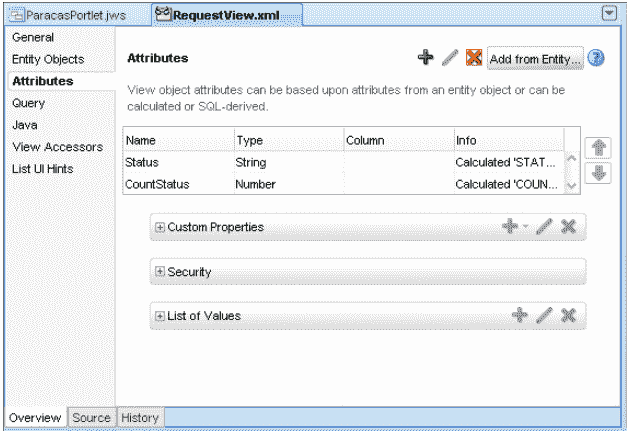 ParacasPortlet.jws
RequestView.xml
General
Entity Objects
Attributes
Query
Java
View Accessors
List UI Hints
Attributes
Add from Entity...
?
View object attributes can be based upon attributes from an entity object or can be
calculated or SQL-derived.
Name Type Column Info
Status String Calculated 'STAT...
CountStatus Number Calculated 'COUN...
Custom Properties
Security
List of Values
Overview Source History